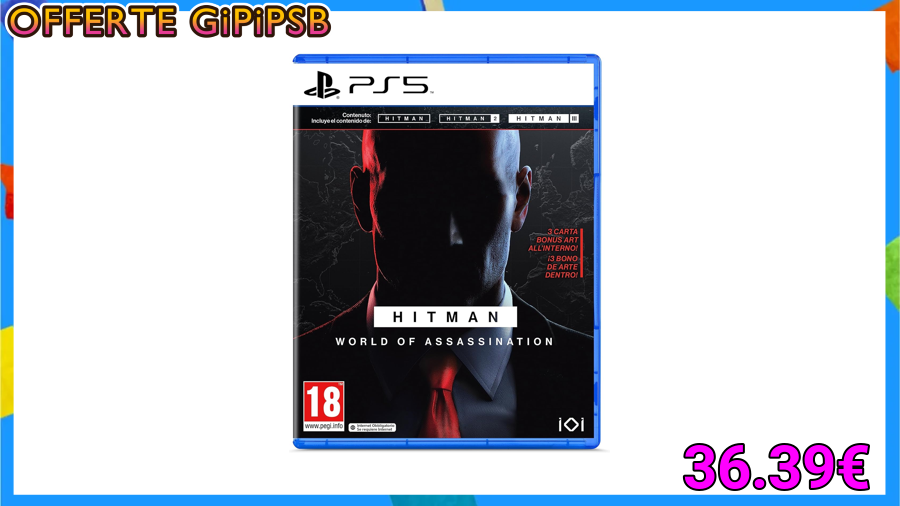 OFFERTE GiPiPSB
PS5
Contenuto:
Incluye el contenido de:
HITMAN
HITMAN 2
HITMAN III
3 CARTA
BONUS ART
ALL'INTERNO!
¡3 BONO
DE ARTE
DENTRO!
HITMAN
WORLD OF ASSASSINATION
18
www.pegi.info
Internet Obbligatorio
Se requiere Internet
iOi
36.39€